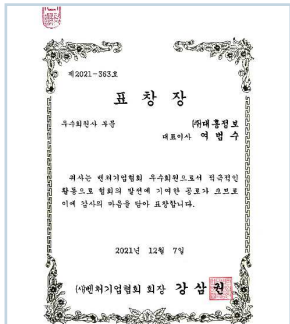 제2021-363호
표 창 장
우수회원사 부문
(주)대흥정보
대표이사 여 범 수
귀사는 벤처기업협회 우수회원으로서 적극적인
활동으로 협회의 발전에 기여한 공로가 크므로
이에 감사의 마음을 담아 표창합니다.
2021년 12월 7일
(사)벤처기업협회 회장 강 삼 권